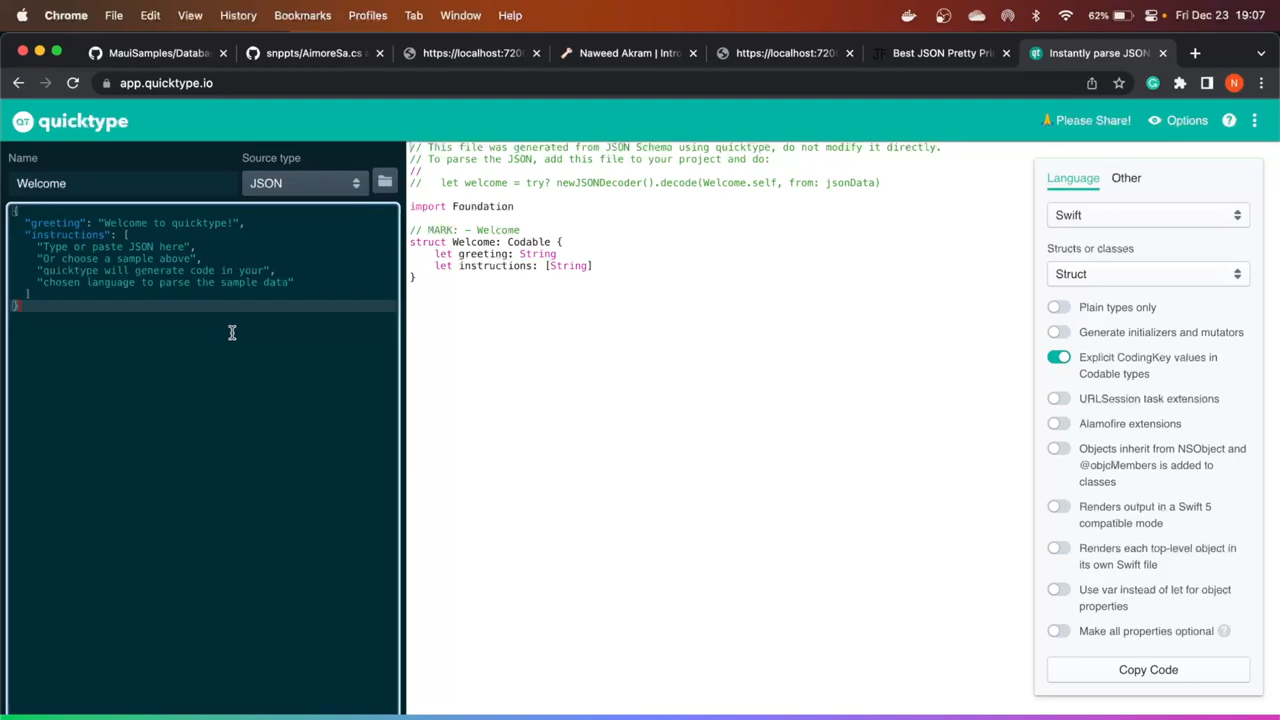 Chrome File Edit View History Bookmarks Profiles Tab Window Help 62% Fri Dec 23 19:07
MauiSamples/Databa snppts/AimoreSa.cs a https://localhost:720 Naweed Akram | Intro https://localhost:720 JF Best JSON Pretty Pri qt Instantly parse JSON
app.quicktype.io N
QT quicktype Please Share! Options ?
Name Source type
Welcome JSON
{
"greeting": "Welcome to quicktype!",
"instructions": [
"Type or paste JSON here",
"Or choose a sample above",
"quicktype will generate code in your",
"chosen language to parse the sample data"
]
}
// This file was generated from JSON Schema using quicktype, do not modify it directly.
// To parse the JSON, add this file to your project and do:
//
// let welcome = try? newJSONDecoder().decode(Welcome.self, from: jsonData)
import Foundation
// MARK: - Welcome
struct Welcome: Codable {
let greeting: String
let instructions: [String]
}
Language Other
Swift
Structs or classes
Struct
Plain types only
Generate initializers and mutators
Explicit CodingKey values in
Codable types
URLSession task extensions
Alamofire extensions
Objects inherit from NSObject and
@objcMembers is added to
classes
Renders output in a Swift 5
compatible mode
Renders each top-level object in
its own Swift file
Use var instead of let for object
properties
Make all properties optional ?
Copy Code